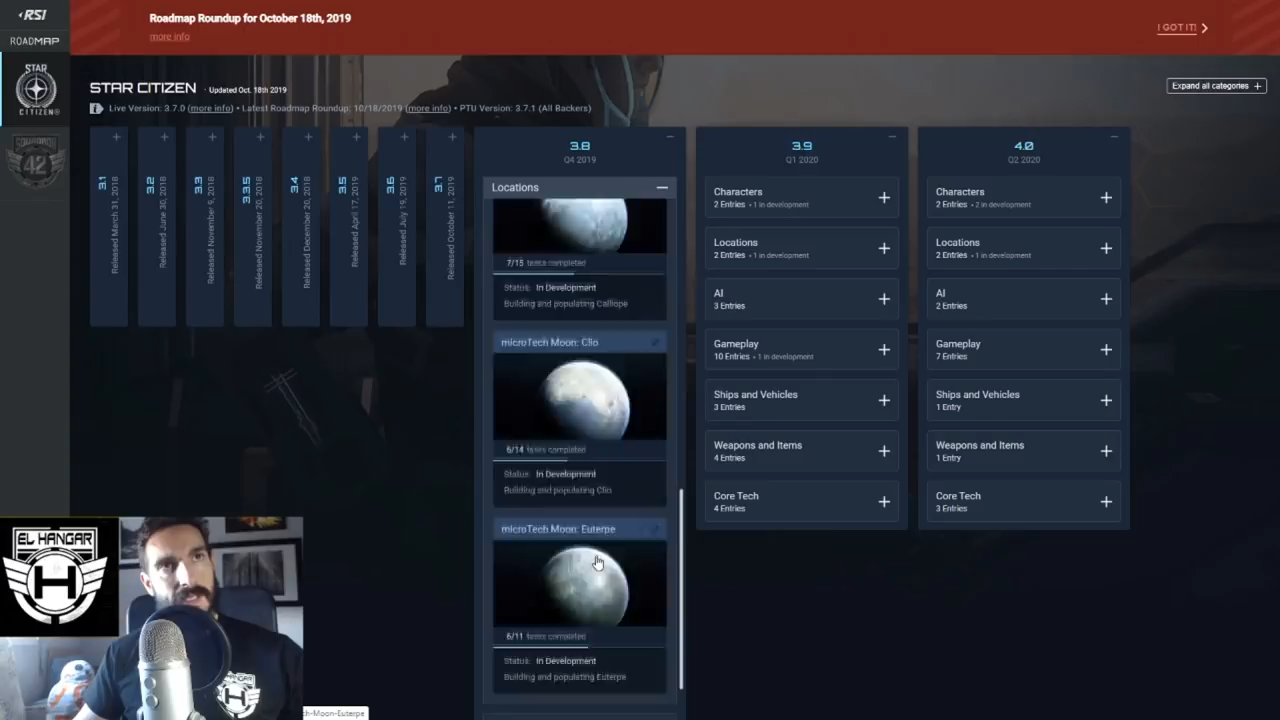 RSI
ROADMAP
STAR
CITIZEN
42
Roadmap Roundup for October 18th, 2019
more info
I GOT IT!
STAR CITIZEN • Updated Oct. 18th 2019
Live Version: 3.7.0 (more info) • Latest Roadmap Roundup: 10/18/2019 (more info) • PTU Version: 3.7.1 (All Backers)
Expand all categories +
3.1 Released March 31, 2018
3.2 Released June 30, 2018
3.3 Released November 9, 2018
3.3.5 Released November 20, 2018
3.4 Released December 20, 2018
3.5 Released April 17, 2019
3.6 Released July 19, 2019
3.7 Released October 11, 2019
3.8
Q4 2019
Locations
7/15 tasks completed
Status: In Development
Building and populating Calliope
microTech Moon: Clio
6/14 tasks completed
Status: In Development
Building and populating Clio
microTech Moon: Euterpe
6/11 tasks completed
Status: In Development
Building and populating Euterpe
3.9
Q1 2020
Characters
2 Entries • 1 in development
Locations
2 Entries • 1 in development
AI
3 Entries
Gameplay
10 Entries • 1 in development
Ships and Vehicles
3 Entries
Weapons and Items
4 Entries
Core Tech
4 Entries
4.0
Q2 2020
Characters
2 Entries • 2 in development
Locations
2 Entries • 1 in development
AI
2 Entries
Gameplay
7 Entries
Ships and Vehicles
1 Entry
Weapons and Items
1 Entry
Core Tech
3 Entries
EL HANGAR
H
ch-Moon-Euterpe